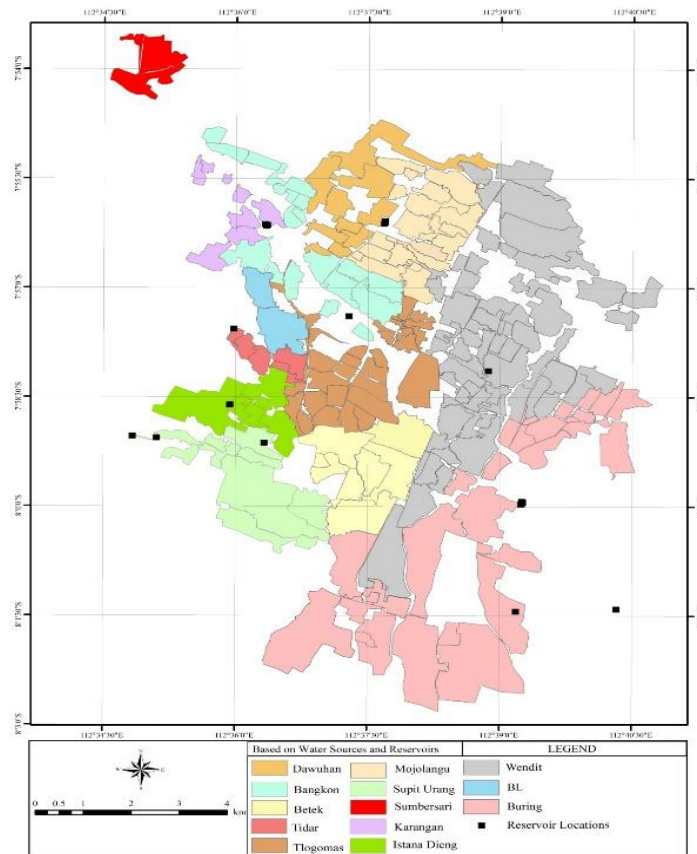 112°34'30"E 112°36'0"E 112°37'30"E 112°39'0"E 112°40'30"E
7°54'0"S
7°55'30"S
7°57'0"S
7°58'30"S
8°0'0"S
8°1'30"S
8°3'0"S
112°34'30"E 112°36'0"E 112°37'30"E 112°39'0"E 112°40'30"E
Based on Water Sources and Reservoirs LEGEND
Dawuhan Mojolangu Wendit
Bangkon Supit Urang BL
Betek Sumbersari Buring
Tidar Karangan Reservoir Locations
Tlogomas Istana Dieng
0 0.5 1 2 3 4
km